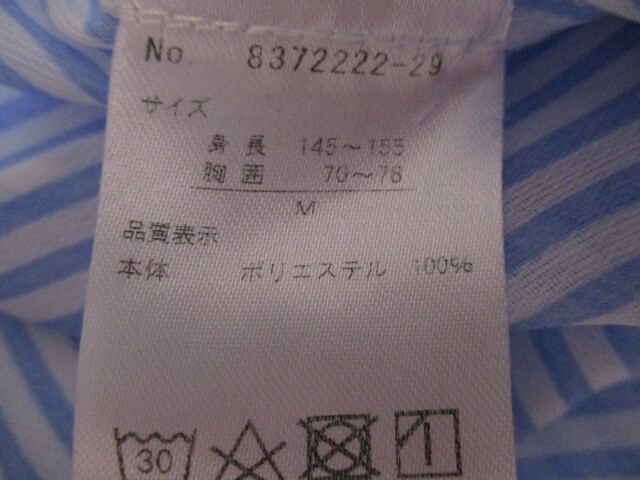 No. 8372222-29
サイズ
身長 145～155
胸囲 70～78
M
品質表示
本体 ポリエステル 100%
30